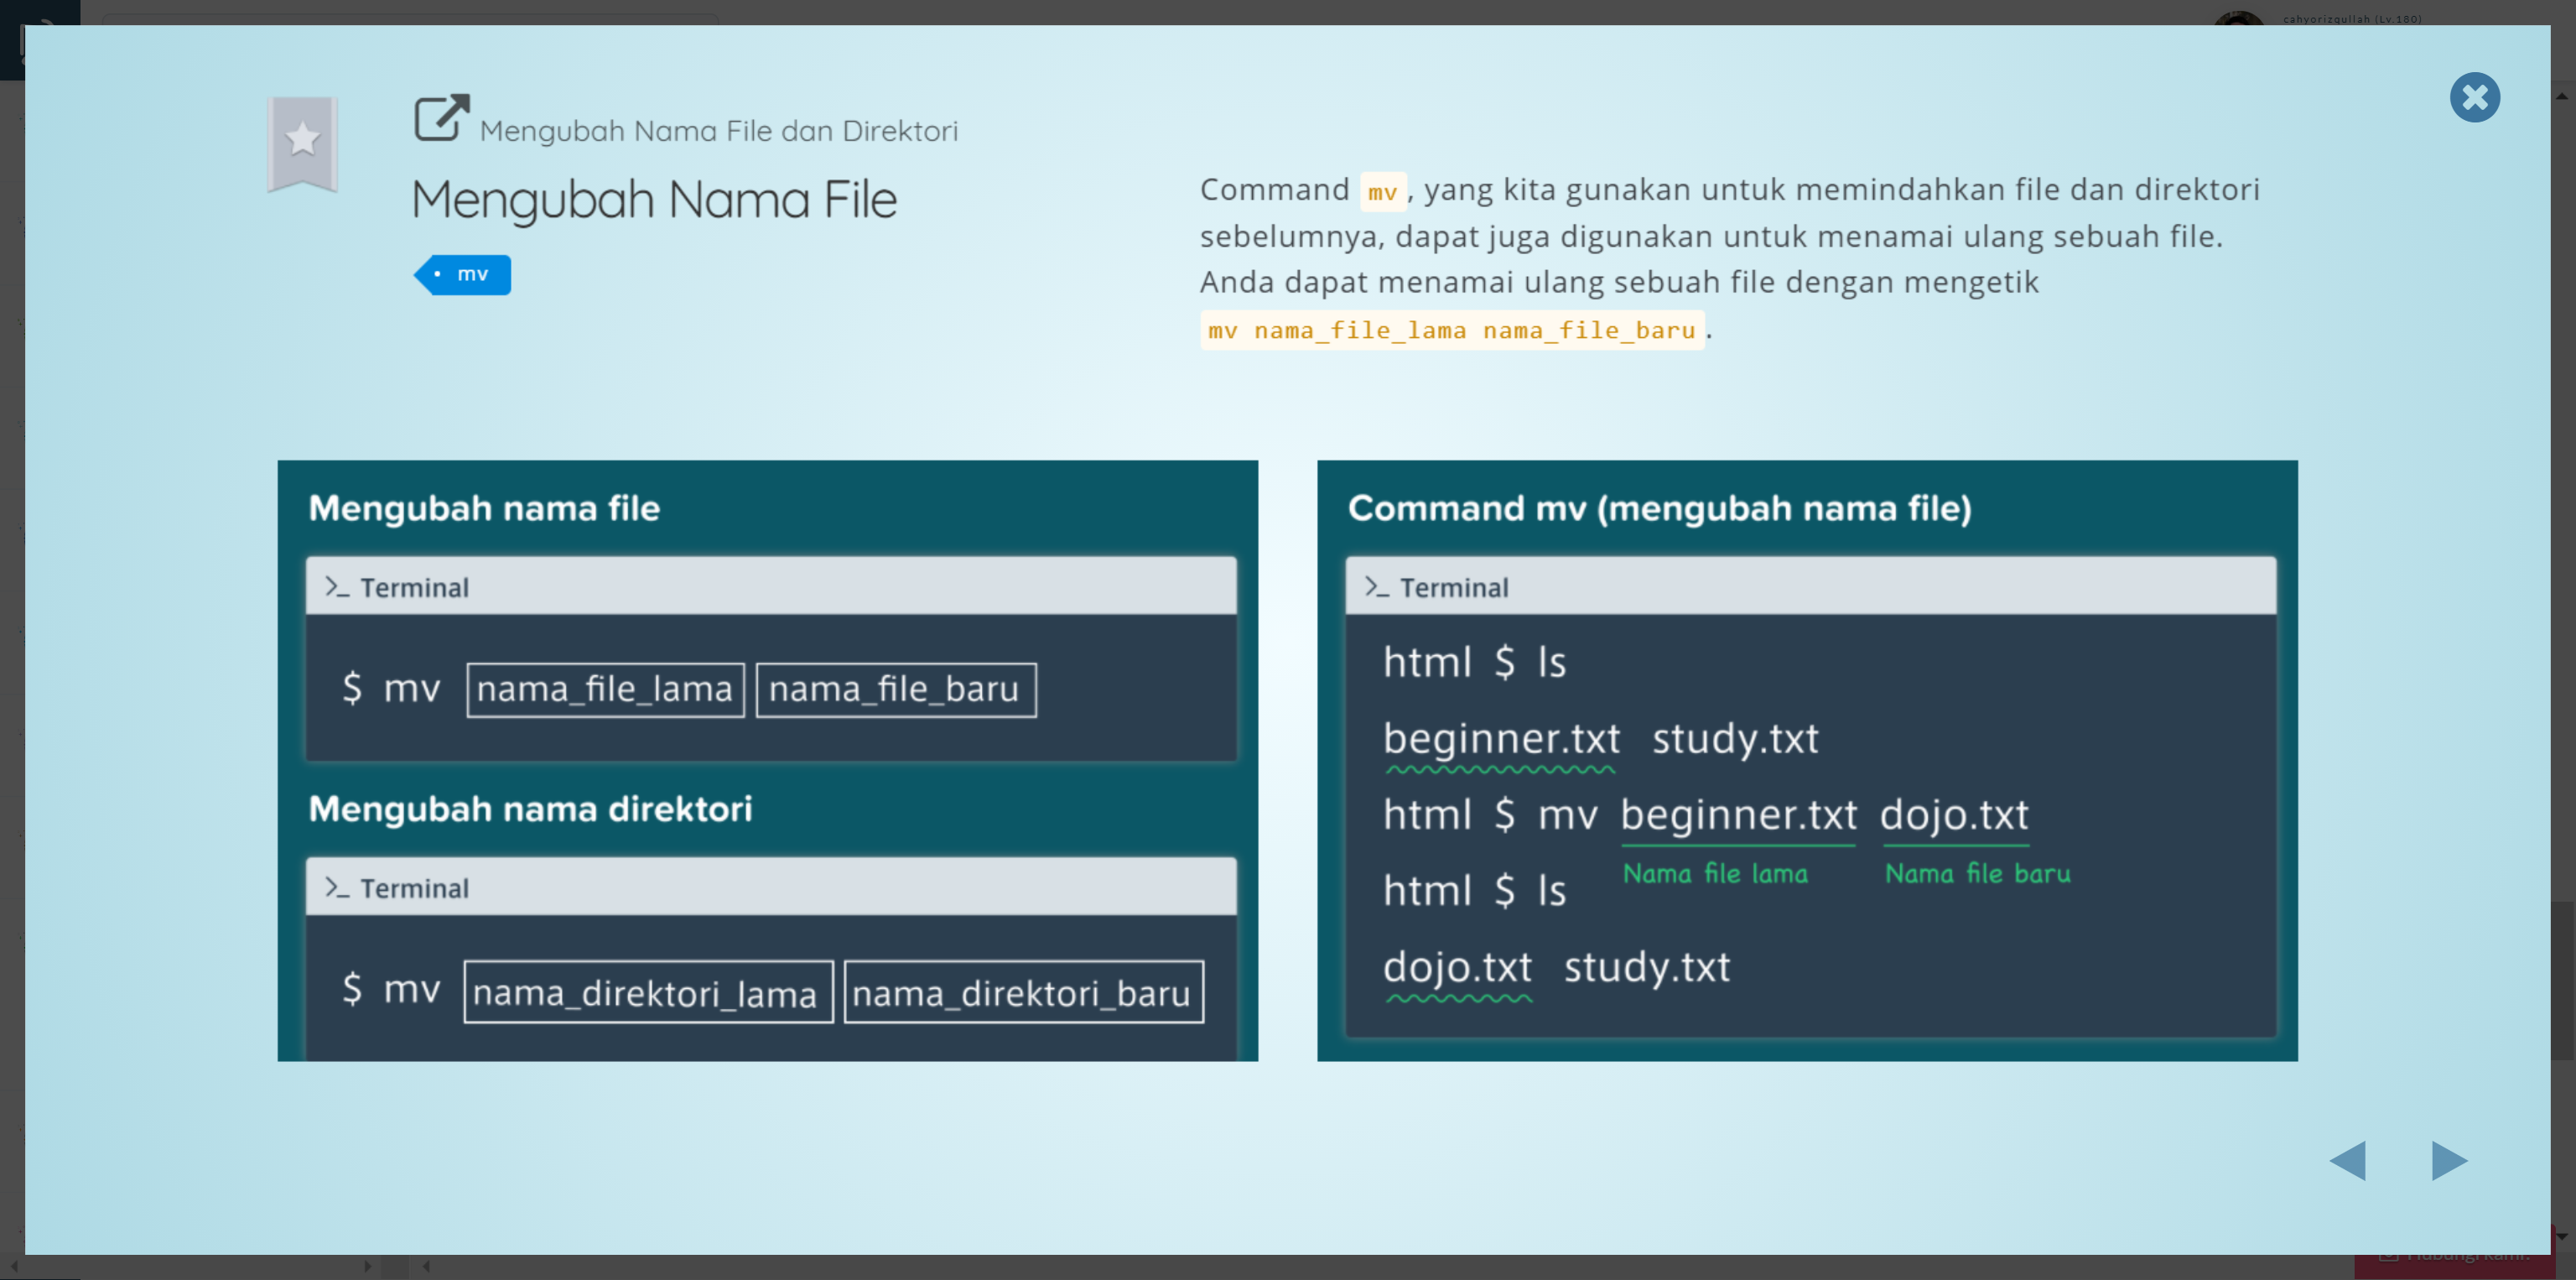 cahyorizqullah (Lv.180)
Mengubah Nama File dan Direktori
Mengubah Nama File
mv
Command mv, yang kita gunakan untuk memindahkan file dan direktori
sebelumnya, dapat juga digunakan untuk menamai ulang sebuah file.
Anda dapat menamai ulang sebuah file dengan mengetik
mv nama_file_lama nama_file_baru.
Mengubah nama file
>_ Terminal
$ mv nama_file_lama nama_file_baru
Mengubah nama direktori
>_ Terminal
$ mv nama_direktori_lama nama_direktori_baru
Command mv (mengubah nama file)
>_ Terminal
html $ ls
beginner.txt study.txt
html $ mv beginner.txt dojo.txt
Nama file lama Nama file baru
html $ ls
dojo.txt study.txt